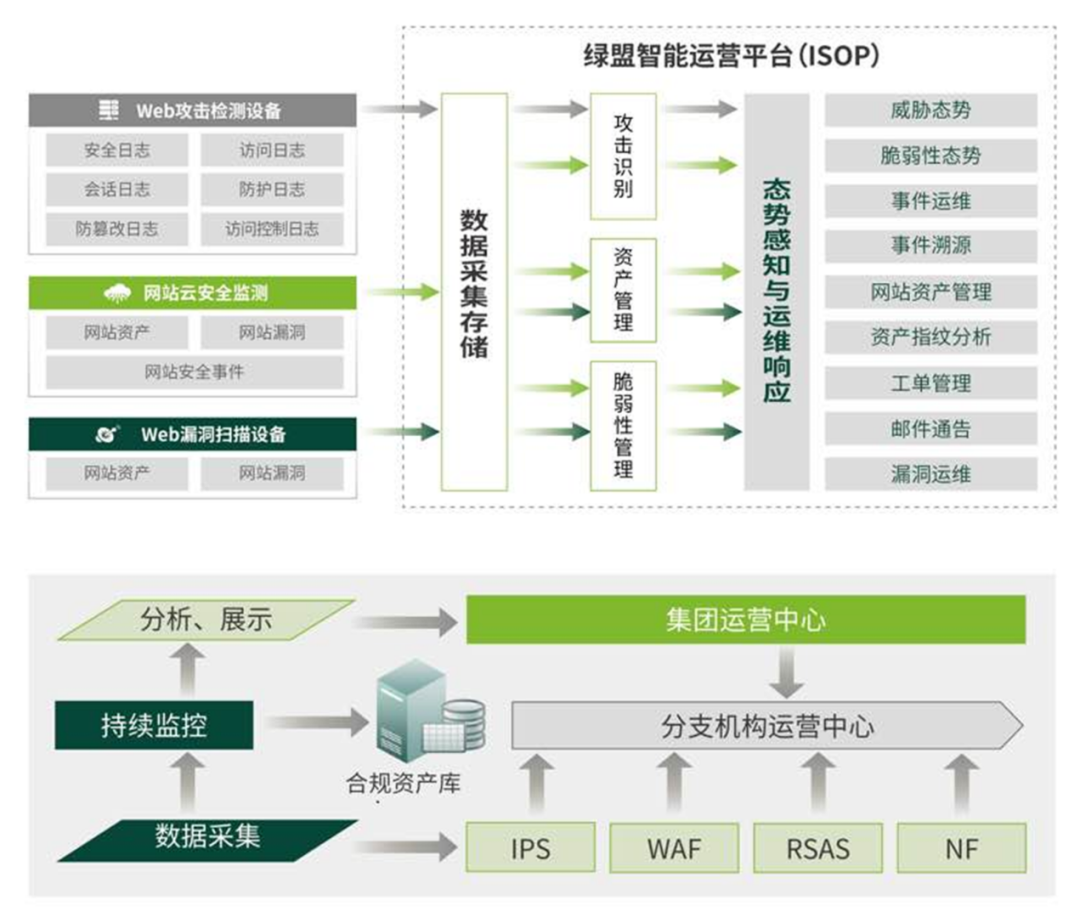 绿盟智能运营平台(ISOP)
Web攻击检测设备
安全日志
访问日志
会话日志
防护日志
防篡改日志
访问控制日志
网站云安全监测
网站资产
网站漏洞
网站安全事件
Web漏洞扫描设备
网站资产
网站漏洞
数据采集存储
攻击识别
资产管理
脆弱性管理
态势感知与运维响应
威胁态势
脆弱性态势
事件运维
事件溯源
网站资产管理
资产指纹分析
工单管理
邮件通告
漏洞运维
分析、展示
集团运营中心
持续监控
合规资产库
分支机构运营中心
数据采集
IPS
WAF
RSAS
NF